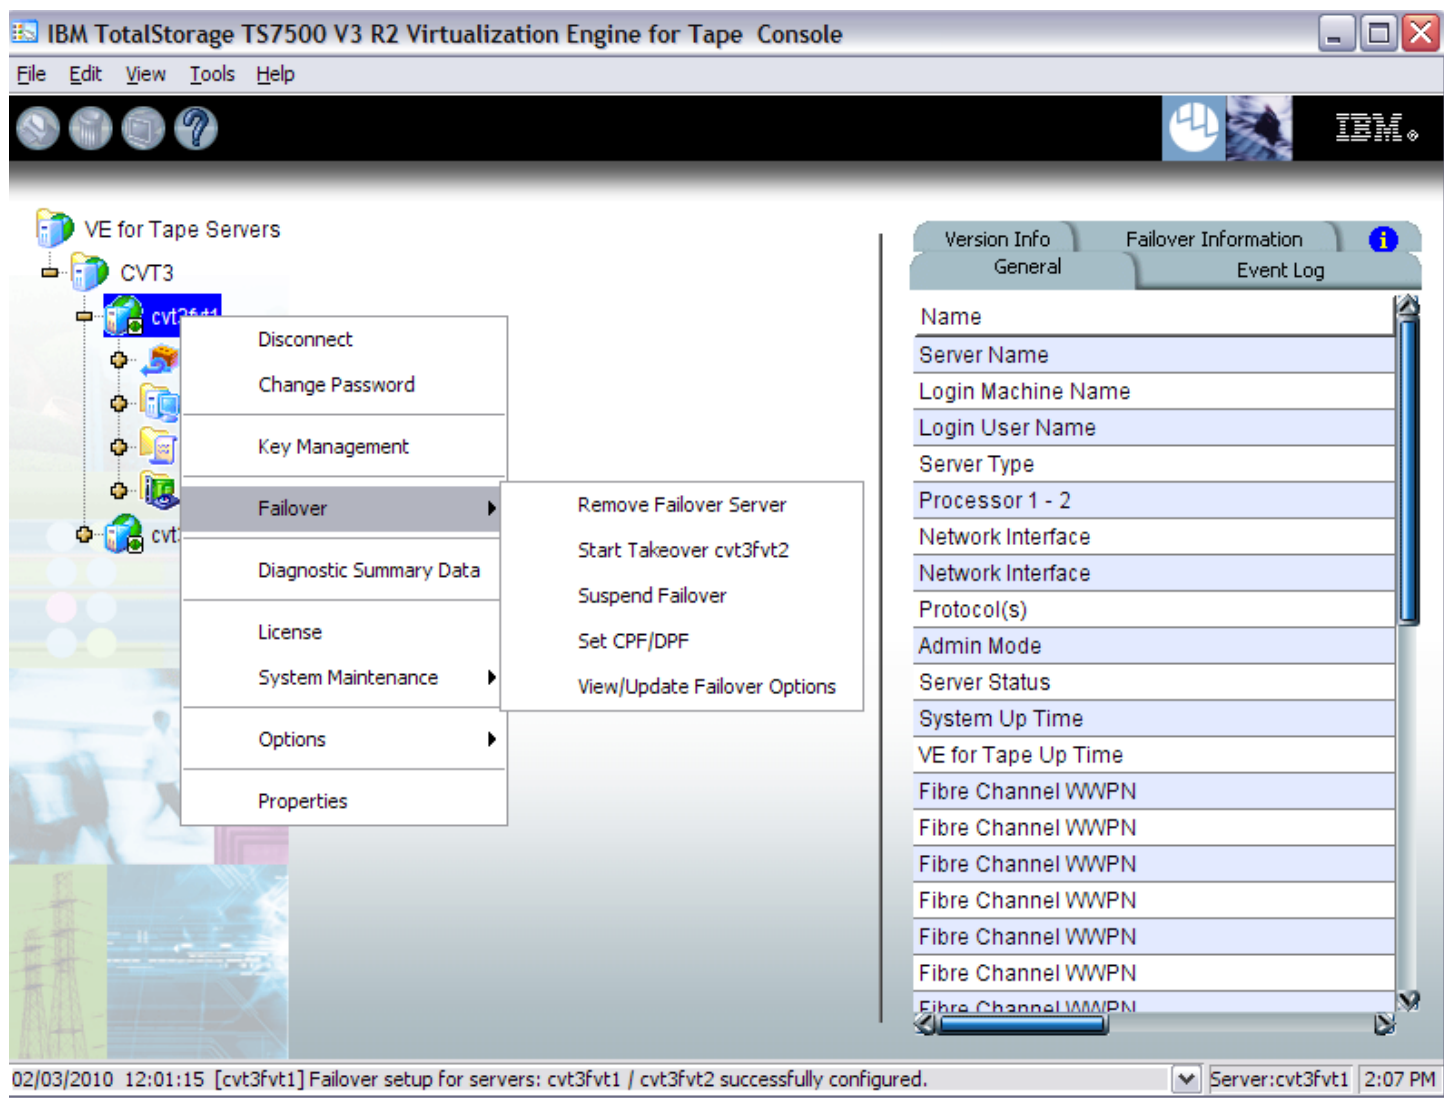 IBM TotalStorage TS7500 V3 R2 Virtualization Engine for Tape Console
File Edit View Tools Help
IBM
VE for Tape Servers
CVT3
cvt3fvt1
Disconnect
Change Password
Key Management
Failover
Diagnostic Summary Data
License
System Maintenance
Options
Properties
cvt
Remove Failover Server
Start Takeover cvt3fvt2
Suspend Failover
Set CPF/DPF
View/Update Failover Options
Version Info
Failover Information
i
General
Event Log
Name
Server Name
Login Machine Name
Login User Name
Server Type
Processor 1 - 2
Network Interface
Network Interface
Protocol(s)
Admin Mode
Server Status
System Up Time
VE for Tape Up Time
Fibre Channel WWPN
Fibre Channel WWPN
Fibre Channel WWPN
Fibre Channel WWPN
Fibre Channel WWPN
Fibre Channel WWPN
Fibre Channel WWPN
02/03/2010 12:01:15 [cvt3fvt1] Failover setup for servers: cvt3fvt1 / cvt3fvt2 successfully configured.
Server:cvt3fvt1
2:07 PM